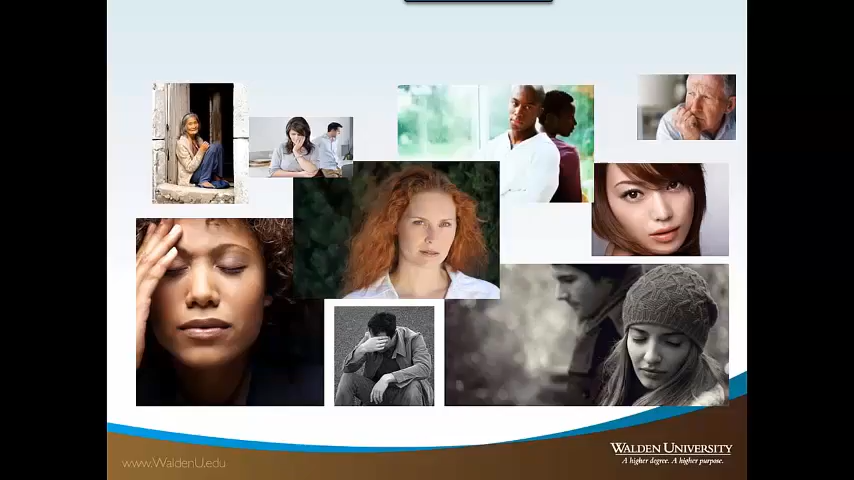 www.WaldenU.edu
WALDEN UNIVERSITY
A higher degree. A higher purpose.